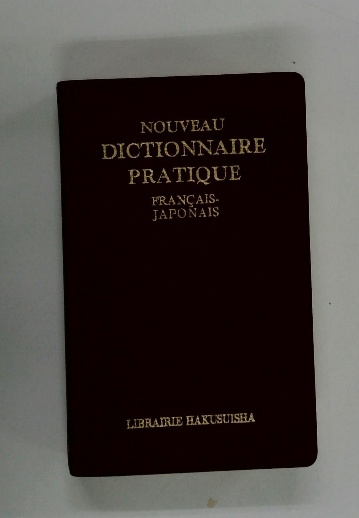 NOUVEAU
DICTIONNAIRE
PRATIQUE
FRANÇAIS-
JAPONAIS
LIBRAIRIE HAKUSUISHA